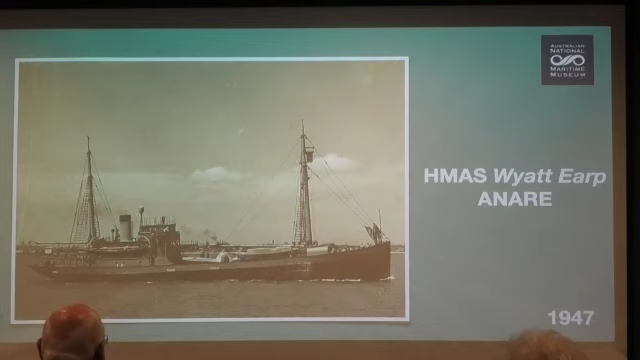 AUSTRALIAN
NATIONAL
MARITIME
MUSEUM
HMAS Wyatt Earp
ANARE
1947